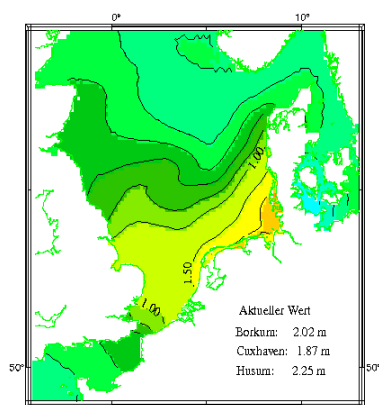 0° 10°
1.00
1.50
1.00
Aktueller Wert
Borkum: 2.02 m
Cuxhaven: 1.87 m
Husum: 2.25 m
50° 50°